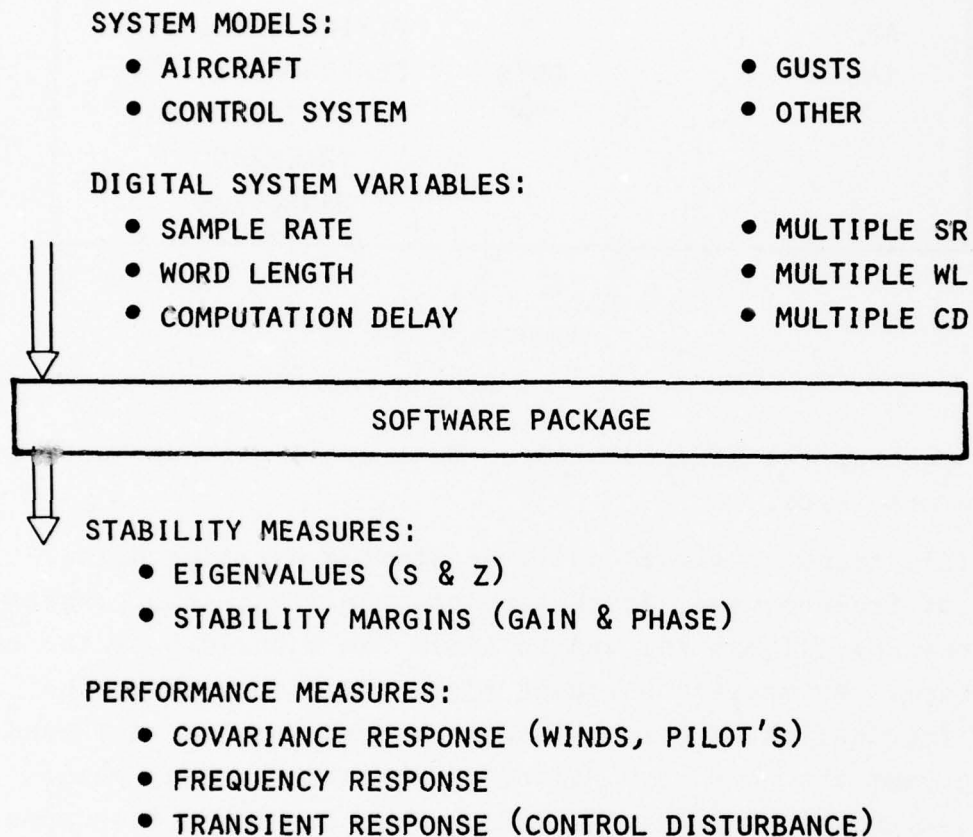 SYSTEM MODELS:
• AIRCRAFT • GUSTS
• CONTROL SYSTEM • OTHER
DIGITAL SYSTEM VARIABLES:
• SAMPLE RATE • MULTIPLE SR
• WORD LENGTH • MULTIPLE WL
• COMPUTATION DELAY • MULTIPLE CD
SOFTWARE PACKAGE
STABILITY MEASURES:
• EIGENVALUES (S & Z)
• STABILITY MARGINS (GAIN & PHASE)
PERFORMANCE MEASURES:
• COVARIANCE RESPONSE (WINDS, PILOT'S)
• FREQUENCY RESPONSE
• TRANSIENT RESPONSE (CONTROL DISTURBANCE)